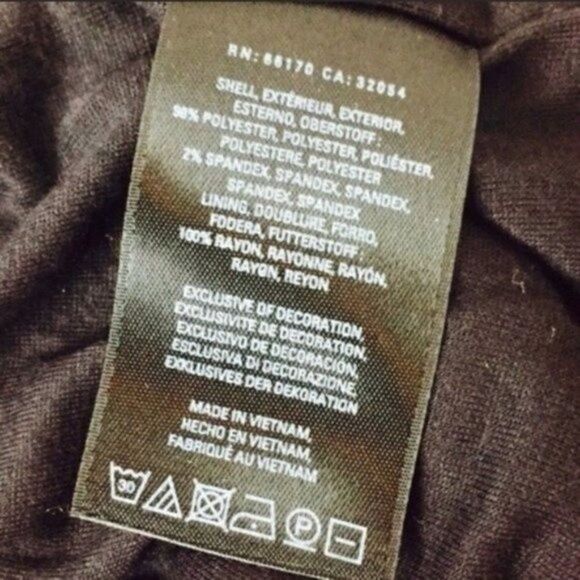 RN: 66170 CA: 32054
SHELL, EXTÉRIEUR, EXTERIOR,
ESTERNO, OBERSTOFF :
98% POLYESTER, POLYESTER, POLIÉSTER,
POLYESTERE, POLYESTER
2% SPANDEX, SPANDEX, SPANDEX,
SPANDEX, SPANDEX
LINING, DOUBLURE, FORRO,
FODERA, FUTTERSTOFF :
100% RAYON, RAYONNE, RAYÓN,
RAYON, REYON
EXCLUSIVE OF DECORATION,
EXCLUSIVITE DE DECORATION,
EXCLUSIVO DE DECORACION,
ESCLUSIVA DI DECORAZIONE,
EXKLUSIVES DER DEKORATION
MADE IN VIETNAM,
HECHO EN VIETNAM,
FABRIQUÉ AU VIETNAM
30 P